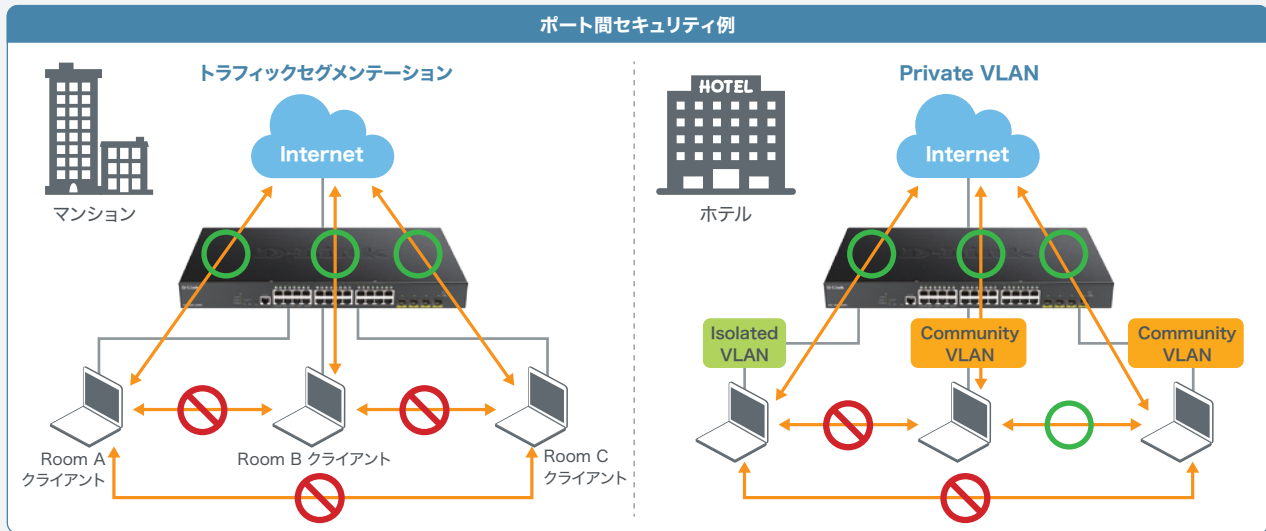 ポート間セキュリティ例
トラフィックセグメンテーション
Internet
マンション
D-Link
Room A
クライアント
Room B クライアント
Room C
クライアント
Private VLAN
HOTEL
Internet
ホテル
D-Link
Isolated
VLAN
Community
VLAN
Community
VLAN